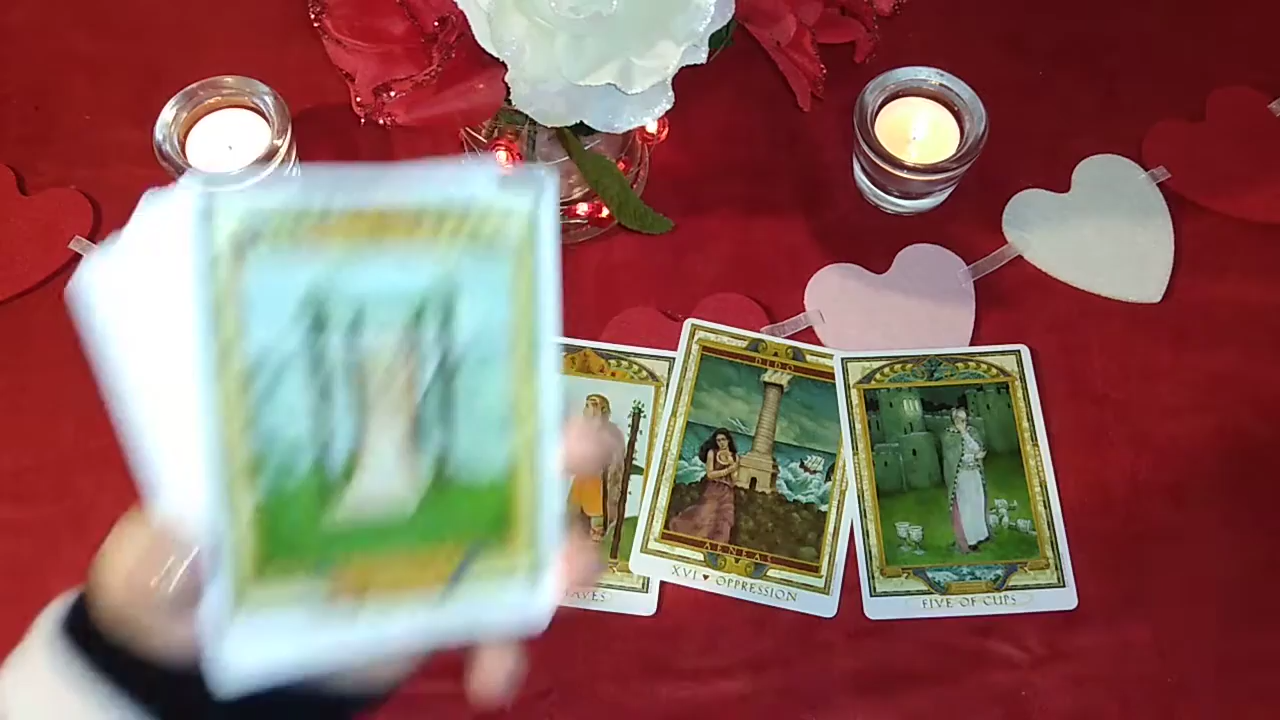 DIDO
AENEAS
XVI ♥ OPPRESSION
FIVE OF CUPS